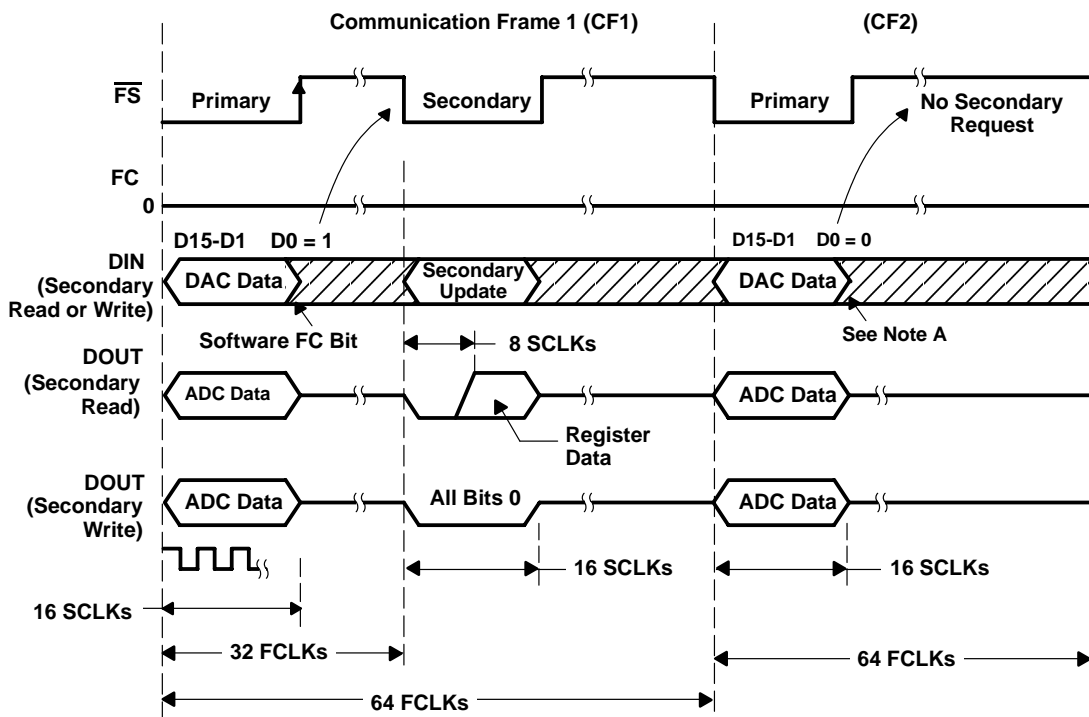 Communication Frame 1 (CF1)
(CF2)
FS
Primary
Secondary
Primary
No Secondary
Request
FC
0
D15-D1 D0 = 1
D15-D1 D0 = 0
DIN
(Secondary
Read or Write)
DAC Data
Secondary
Update
DAC Data
Software FC Bit
8 SCLKs
See Note A
DOUT
(Secondary
Read)
ADC Data
ADC Data
Register
Data
DOUT
(Secondary
Write)
ADC Data
All Bits 0
ADC Data
16 SCLKs
16 SCLKs
16 SCLKs
32 FCLKs
64 FCLKs
64 FCLKs